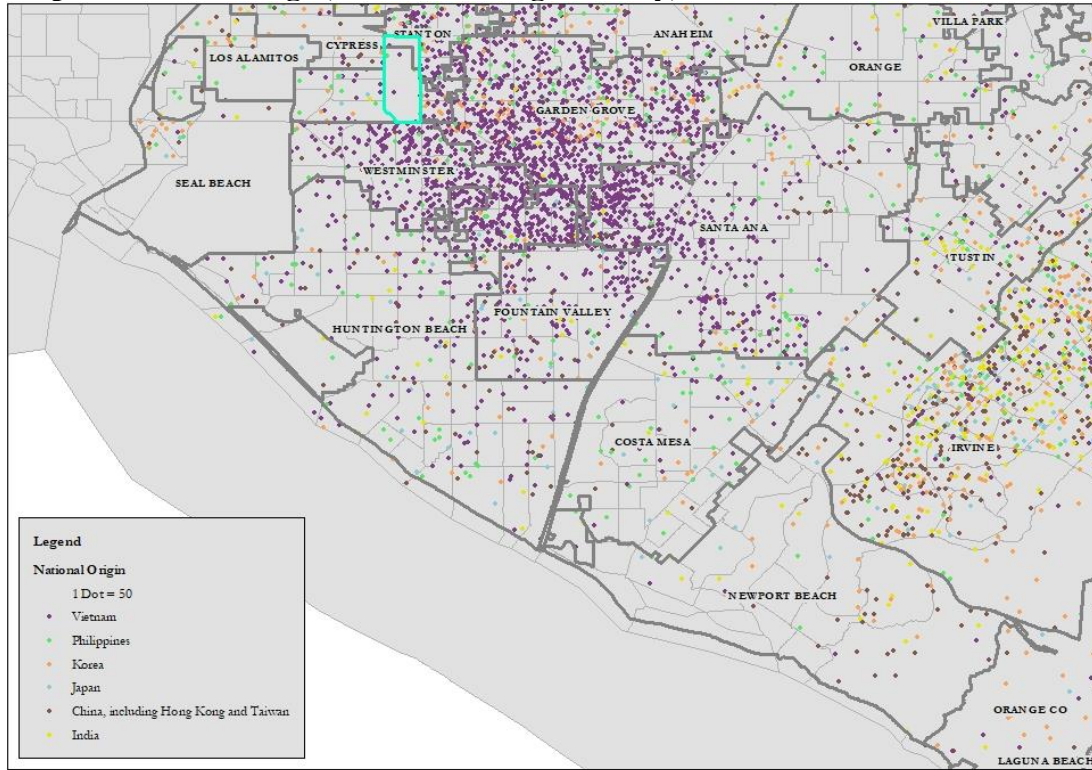 STANTON
VILLA PARK
ANAHEIM
CYPRESS
LOS ALAMITOS
ORANGE
GARDEN GROVE
WESTMINSTER
SEAL BEACH
SANTA ANA
TUSTIN
FOUNTAIN VALLEY
HUNTINGTON BEACH
COSTA MESA
IRVINE
NEWPORT BEACH
ORANGE CO
LAGUNA BEACH
Legend
National Origin
1 Dot = 50
Vietnam
Philippines
Korea
Japan
China, including Hong Kong and Taiwan
India